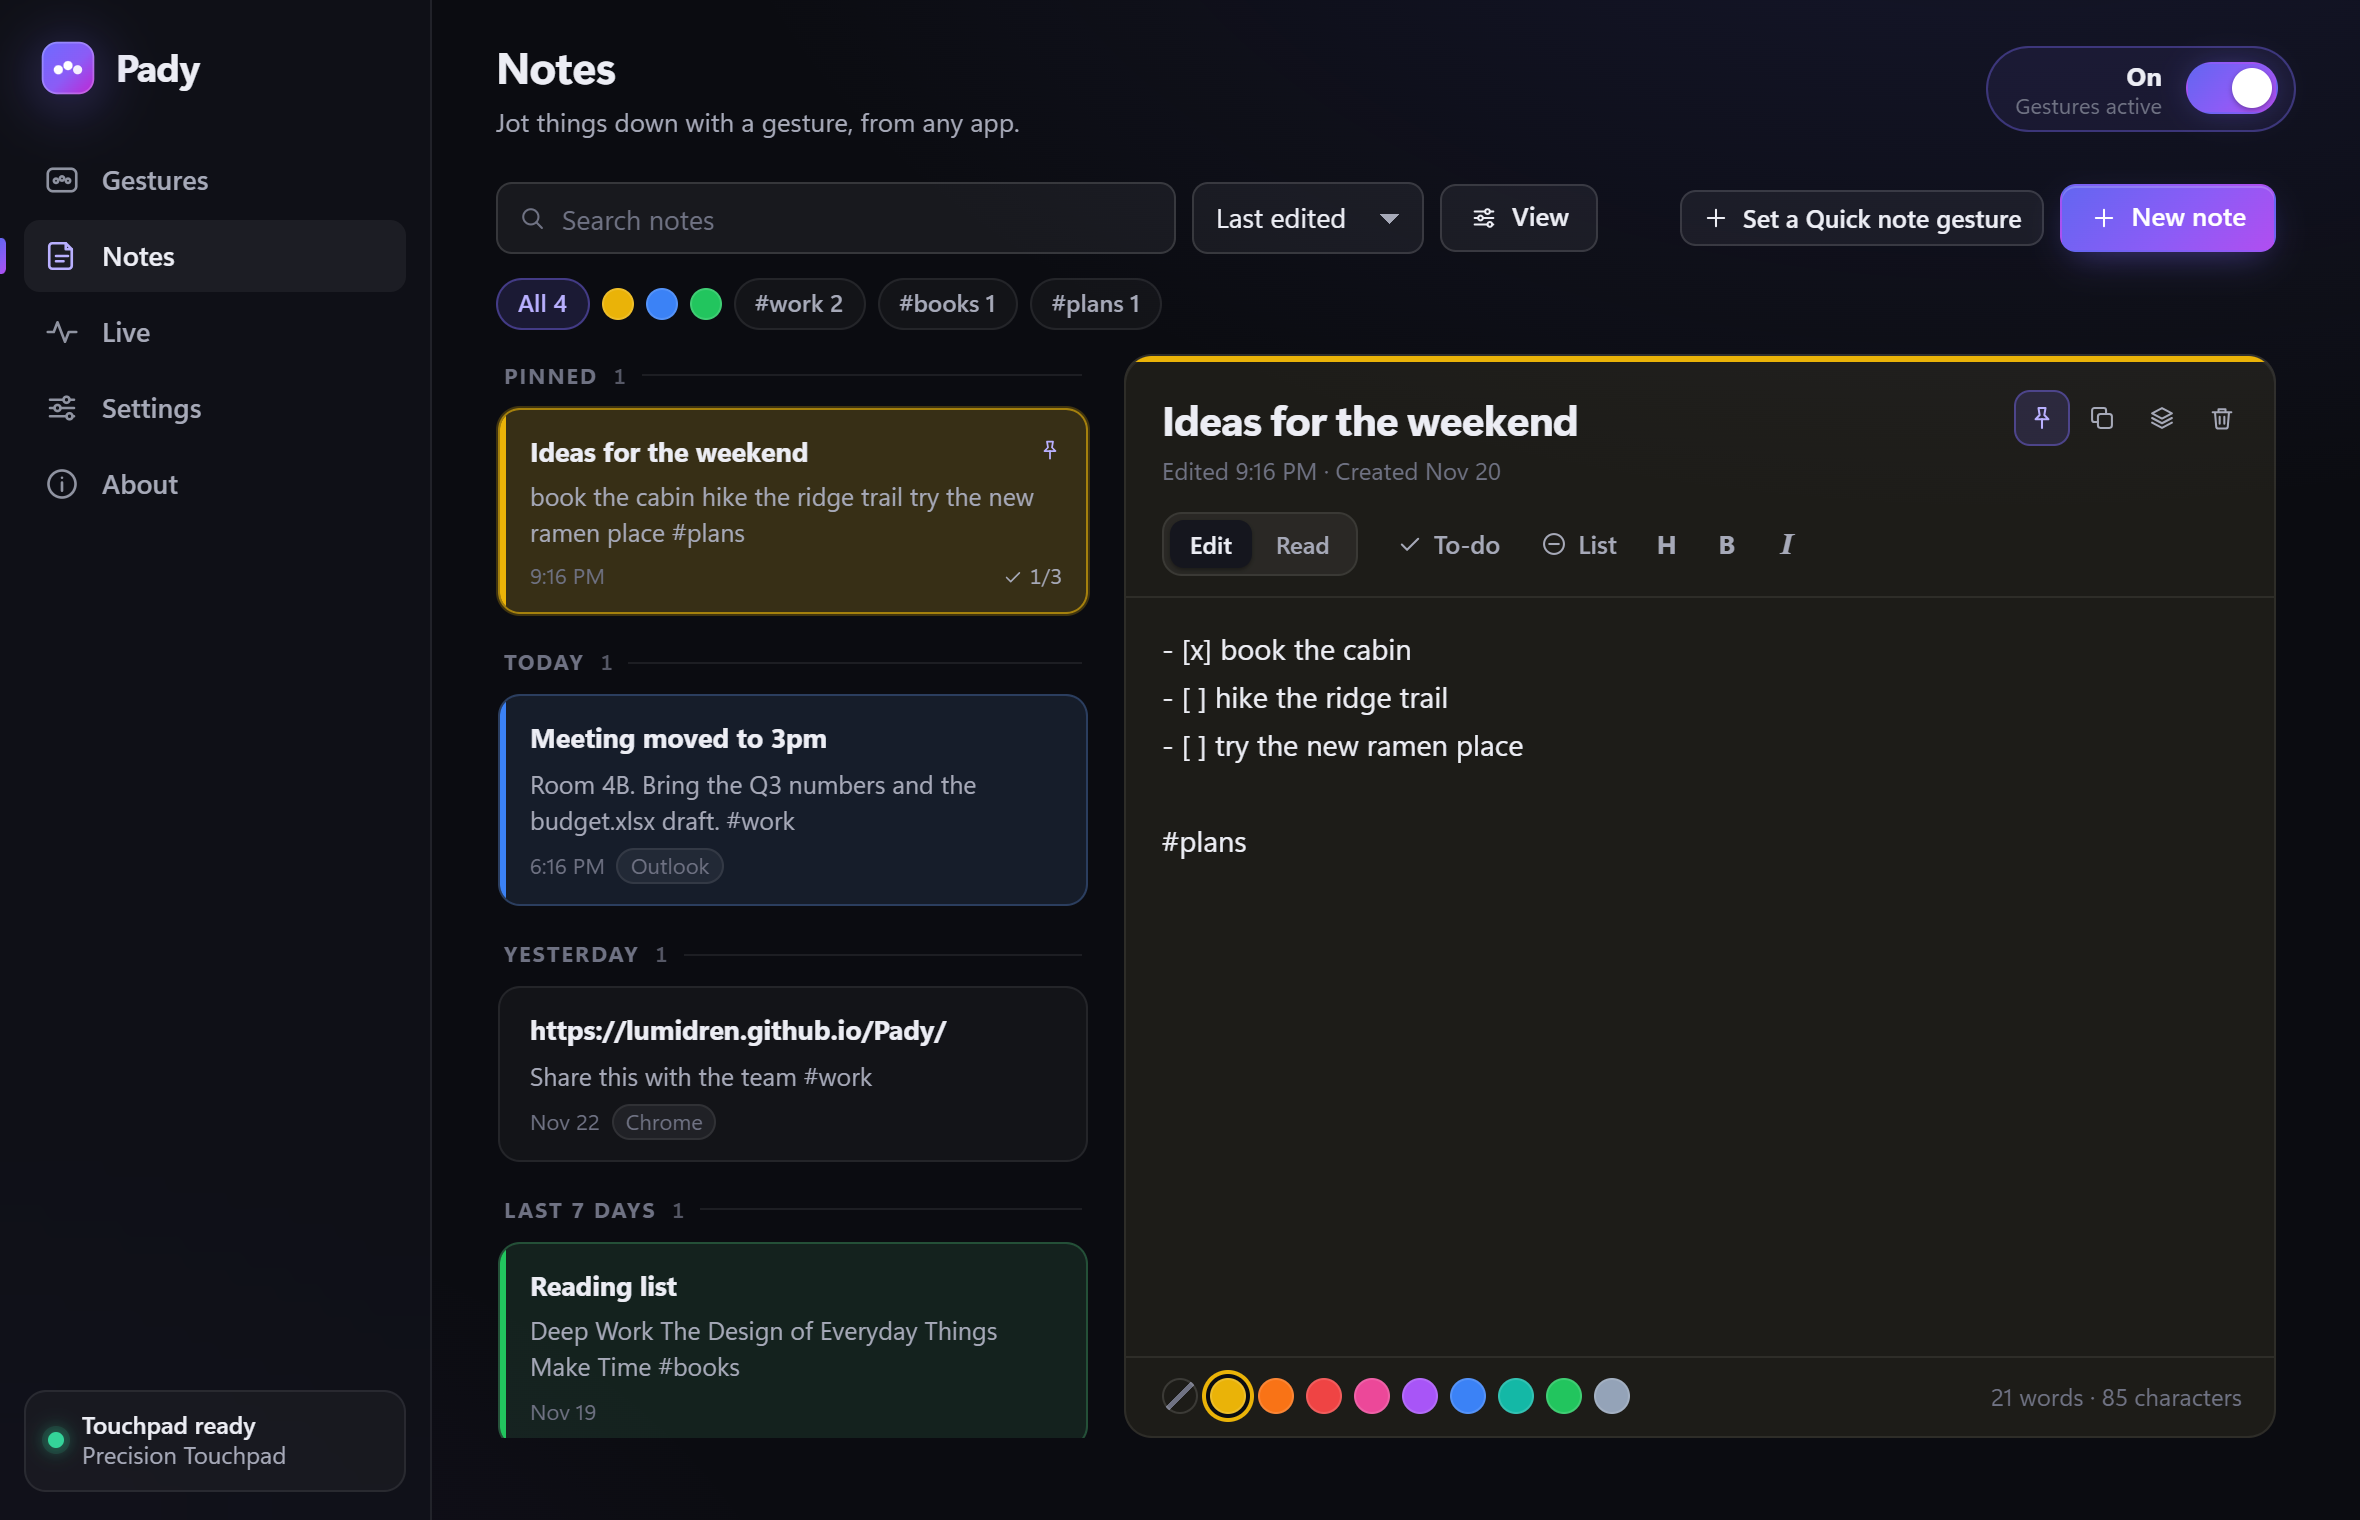 Pady
Gestures
Notes
Live
Settings
About
Touchpad ready
Precision Touchpad
Notes
Jot things down with a gesture, from any app.
On
Gestures active
Search notes
Last edited
View
Set a Quick note gesture
New note
All 4
#work 2
#books 1
#plans 1
PINNED 1
Ideas for the weekend
book the cabin hike the ridge trail try the new
ramen place #plans
9:16 PM
1/3
TODAY 1
Meeting moved to 3pm
Room 4B. Bring the Q3 numbers and the
budget.xlsx draft. #work
6:16 PM Outlook
YESTERDAY 1
https://lumidren.github.io/Pady/
Share this with the team #work
Nov 22 Chrome
LAST 7 DAYS 1
Reading list
Deep Work The Design of Everyday Things
Make Time #books
Nov 19
Ideas for the weekend
Edited 9:16 PM · Created Nov 20
Edit Read To-do List H B I
- [x] book the cabin
- [ ] hike the ridge trail
- [ ] try the new ramen place
#plans
21 words · 85 characters